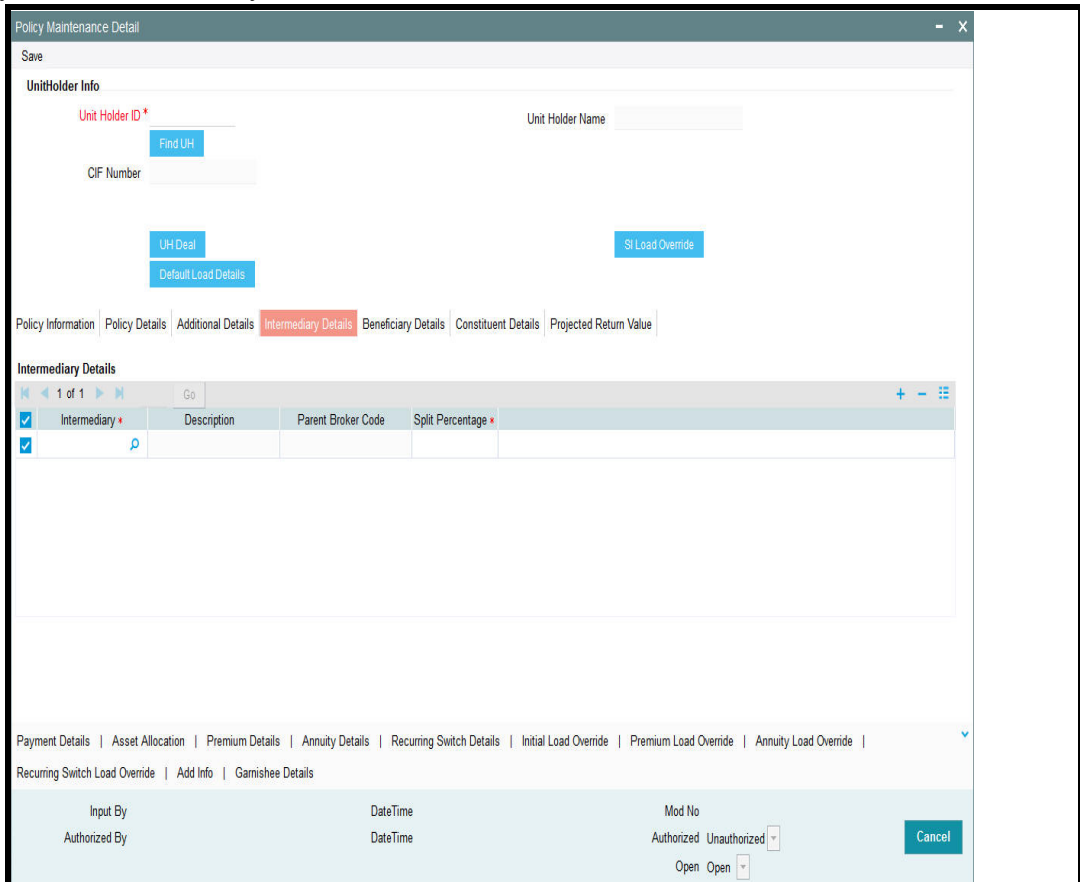 Policy Maintenance Detail - X
Save
UnitHolder Info
Unit Holder ID * Unit Holder Name
Find UH
CIF Number
UH Deal SI Load Override
Default Load Details
Policy Information Policy Details Additional Details Intermediary Details Beneficiary Details Constituent Details Projected Return Value
Intermediary Details
1 of 1 Go + -
Intermediary * Description Parent Broker Code Split Percentage *
Payment Details | Asset Allocation | Premium Details | Annuity Details | Recurring Switch Details | Initial Load Override | Premium Load Override | Annuity Load Override |
Recurring Switch Load Override | Add Info | Garnishee Details
Input By DateTime Mod No
Authorized By DateTime Authorized Unauthorized Cancel
Open Open